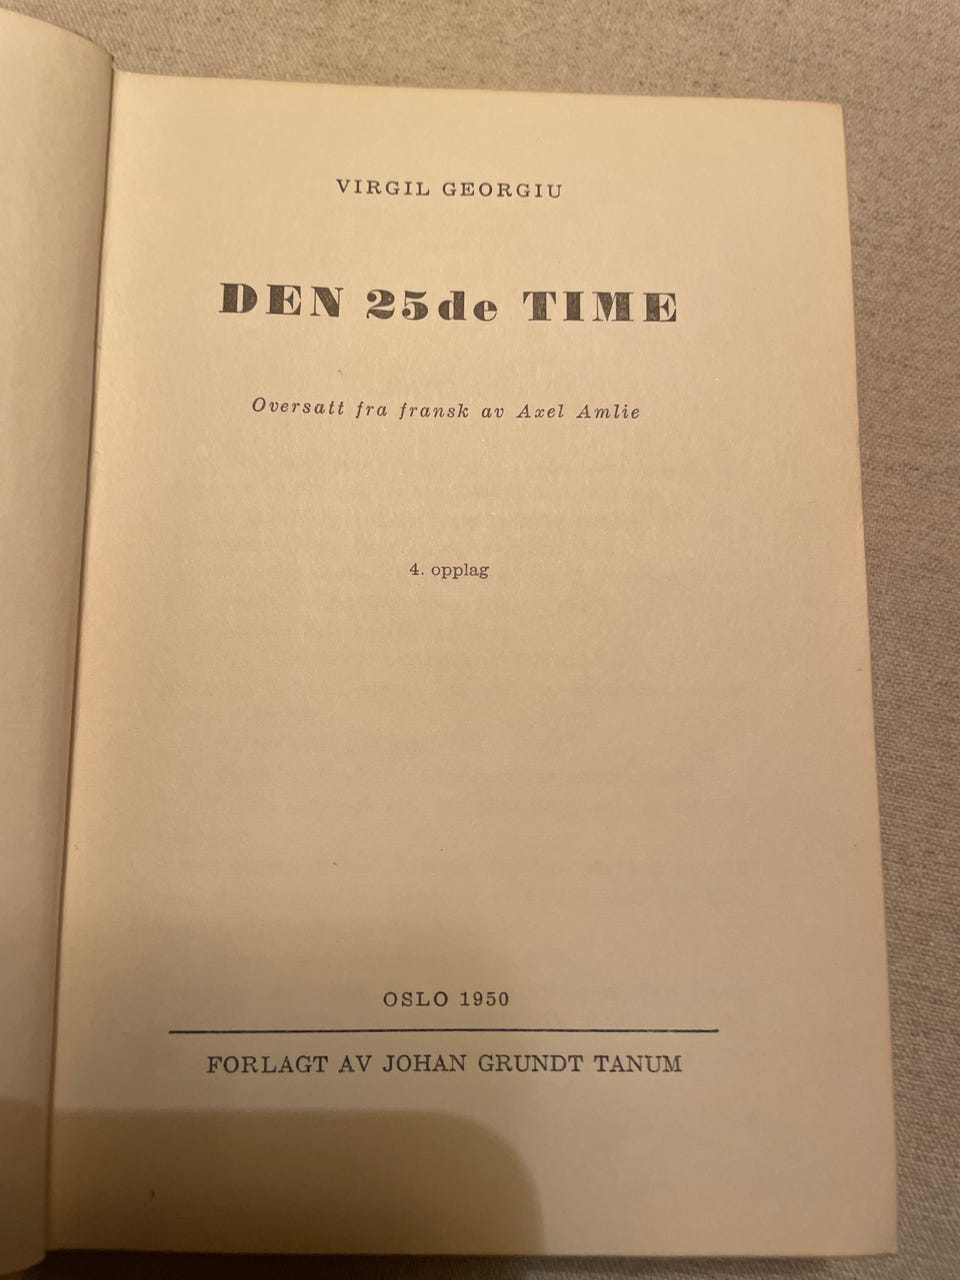 VIRGIL GEORGIU
DEN 25de TIME
Oversatt fra fransk av Axel Amlie
4. opplag
OSLO 1950
FORLAGT AV JOHAN GRUNDT TANUM